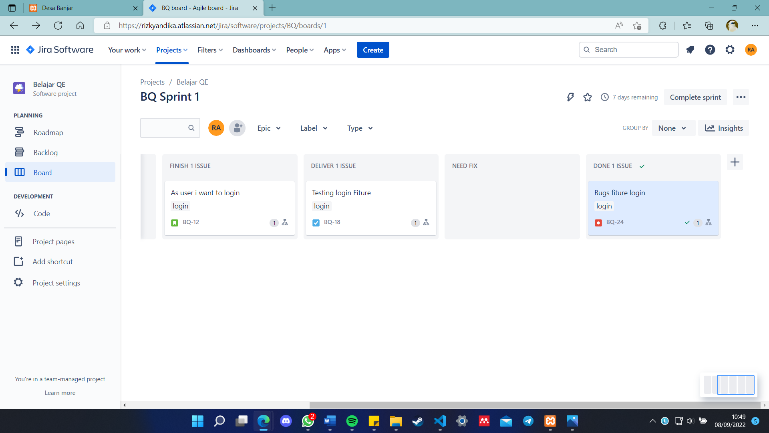 Desa Banjar
BQ board - Agile board - Jira
https://rizkyandika.atlassian.net/jira/software/projects/BQ/boards/1
Jira Software
Your work
Projects
Filters
Dashboards
People
Apps
Create
Search
RA
Belajar QE
Software project
PLANNING
Roadmap
Backlog
Board
DEVELOPMENT
Code
Project pages
Add shortcut
Project settings
You're in a team-managed project
Learn more
Projects / Belajar QE
BQ Sprint 1
7 days remaining
Complete sprint
RA
Epic
Label
Type
GROUP BY
None
Insights
FINISH 1 ISSUE
As user i want to login
login
BQ-12
1
DELIVER 1 ISSUE
Testing login Fiture
login
BQ-18
1
NEED FIX
DONE 1 ISSUE
Bugs fiture login
login
BQ-24
1
2
10:49
08/09/2022